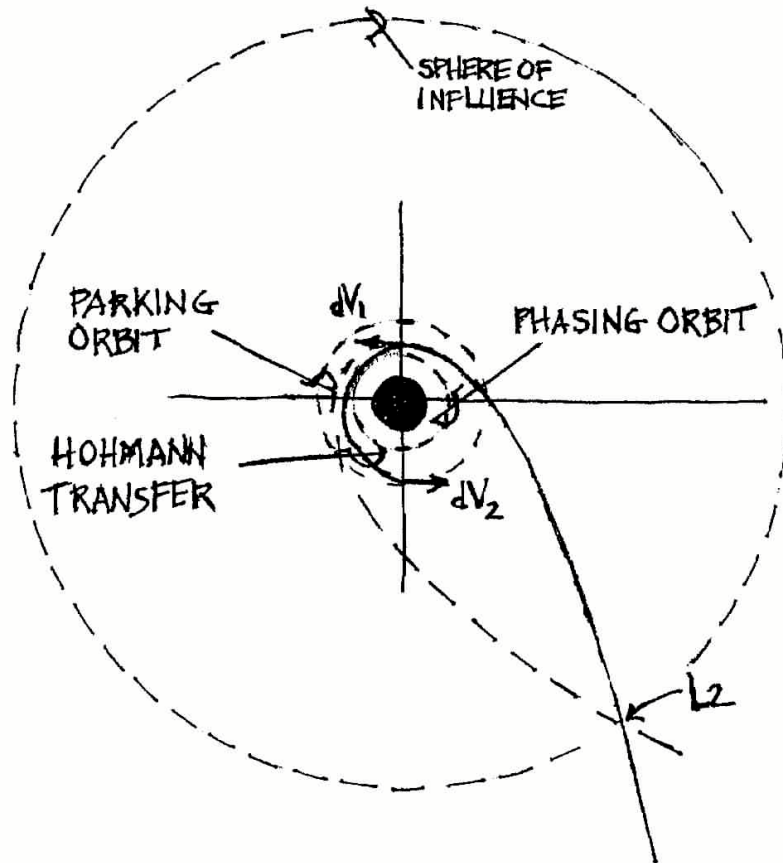 SPHERE OF
INFLUENCE
PARKING
ORBIT
dV₁
PHASING ORBIT
HOHMANN
TRANSFER
dV₂
L2